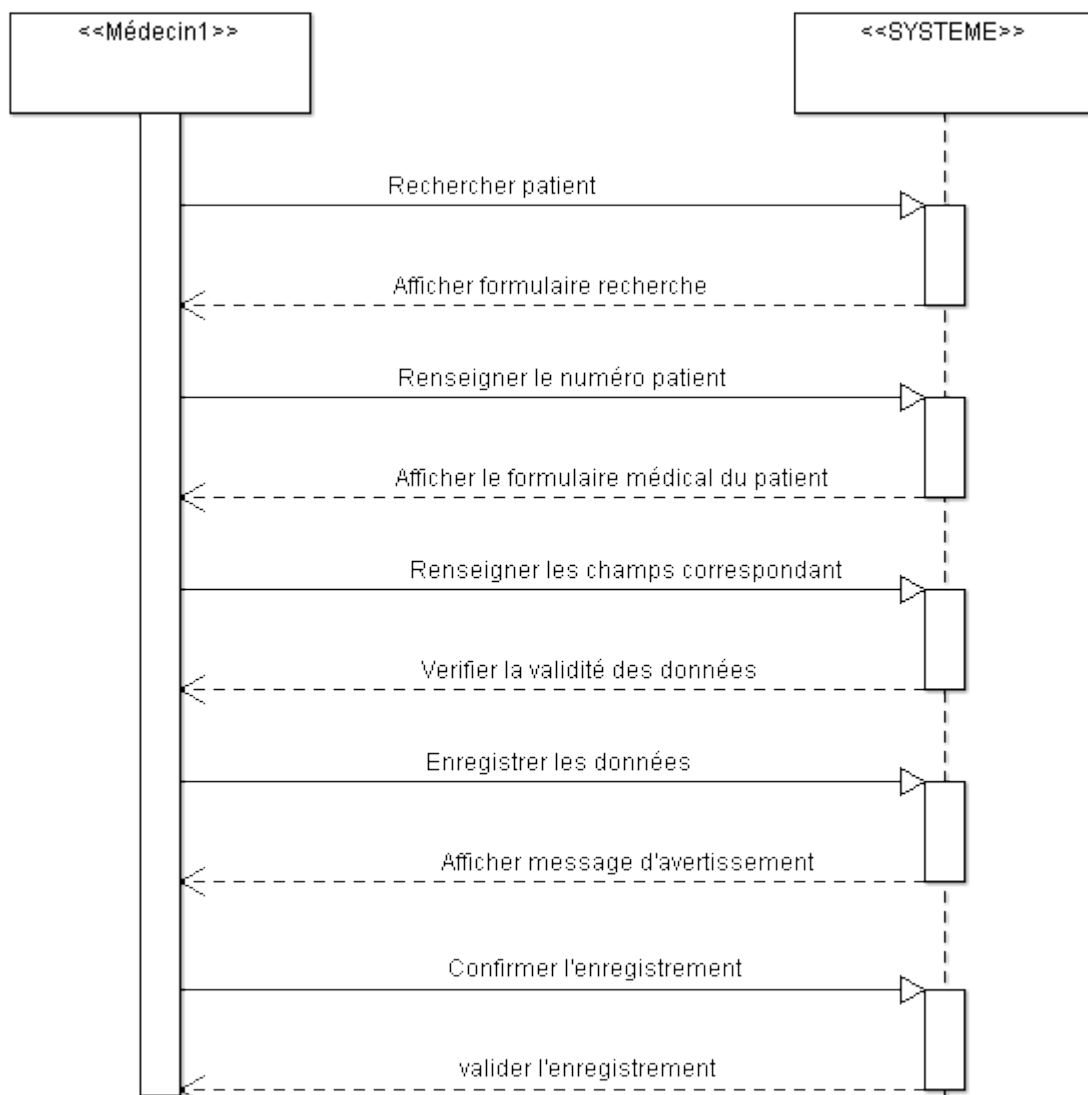 <<Médecin1>>
<<SYSTEME>>
Rechercher patient
Afficher formulaire recherche
Renseigner le numéro patient
Afficher le formulaire médical du patient
Renseigner les champs correspondant
Verifier la validité des données
Enregistrer les données
Afficher message d'avertissement
Confirmer l'enregistrement
valider l'enregistrement